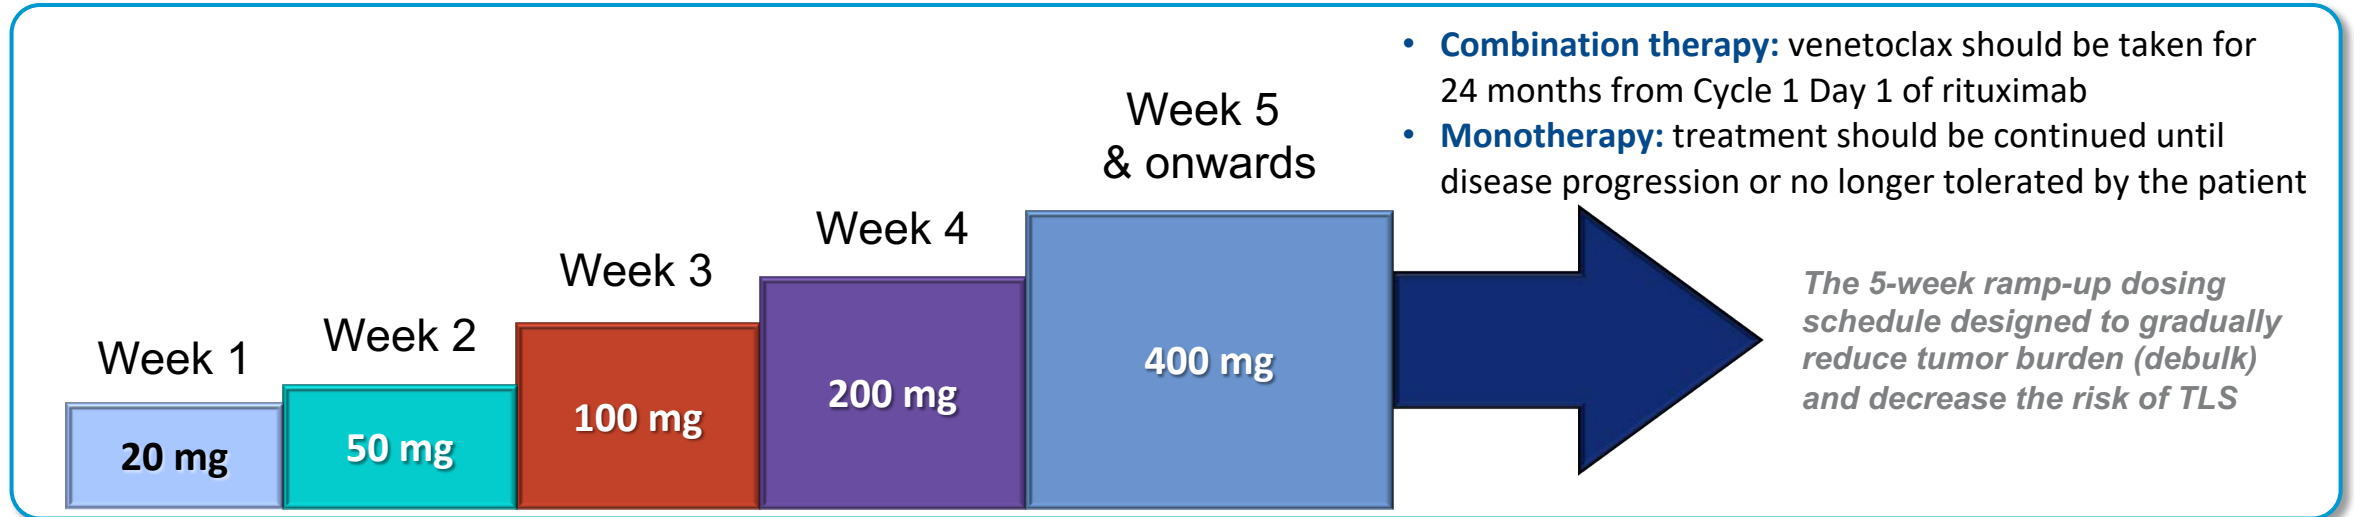 Week 1
20 mg
Week 2
50 mg
Week 3
100 mg
Week 4
200 mg
Week 5
& onwards
400 mg
• Combination therapy: venetoclax should be taken for
24 months from Cycle 1 Day 1 of rituximab
• Monotherapy: treatment should be continued until
disease progression or no longer tolerated by the patient
The 5-week ramp-up dosing
schedule designed to gradually
reduce tumor burden (debulk)
and decrease the risk of TLS